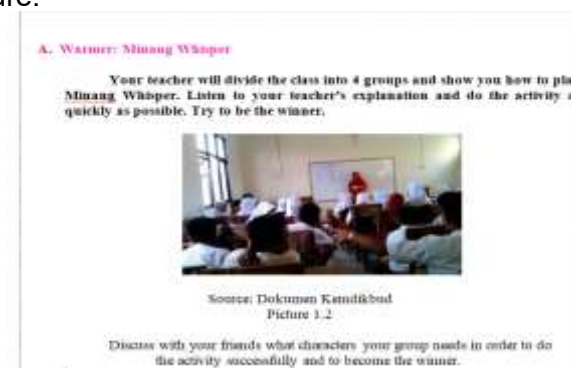 ure.
A. Warmer: Minang Whisper
Your teacher will divide the class into 4 groups and show you how to pla
Minang Whisper. Listen to your teacher's explanation and do the activity a
quickly as possible. Try to be the winner.
Source: Dokumen Kemdikbud
Picture 1.2
Discuss with your friends what characters your group needs in order to do
the activity successfully and to become the winner.